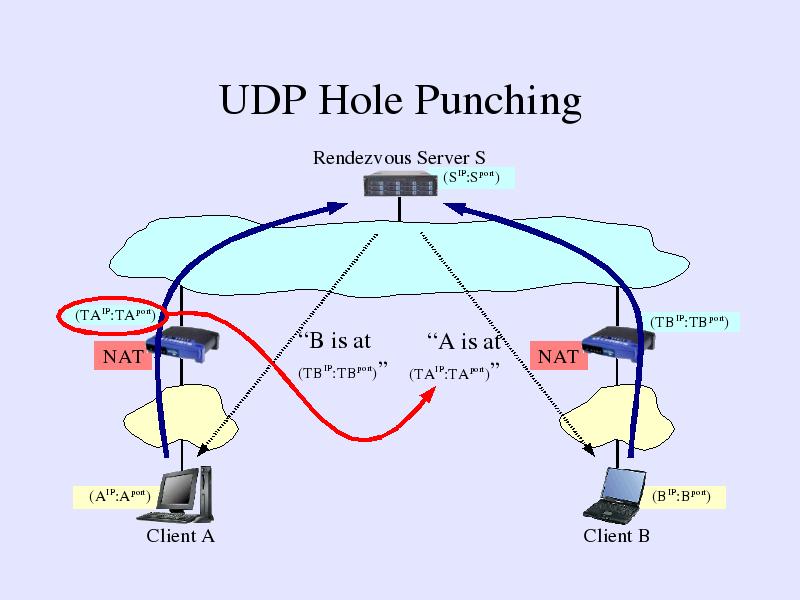 UDP Hole Punching
Rendezvous Server S
(S^IP:S^port)
(TA^IP:TA^port)
(TB^IP:TB^port)
“B is at
(TB^IP:TB^port)”
“A is at
(TA^IP:TA^port)”
NAT
NAT
(A^IP:A^port)
(B^IP:B^port)
Client A
Client B